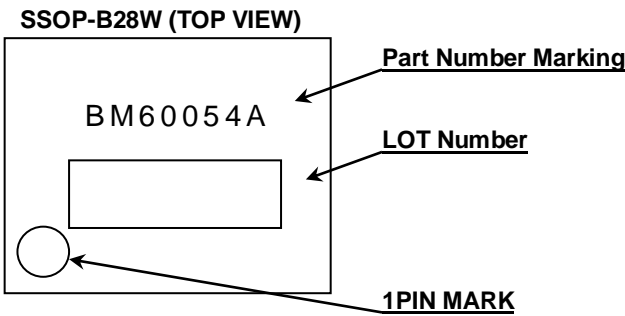 SSOP-B28W (TOP VIEW)
Part Number Marking
BM60054A
LOT Number
1PIN MARK